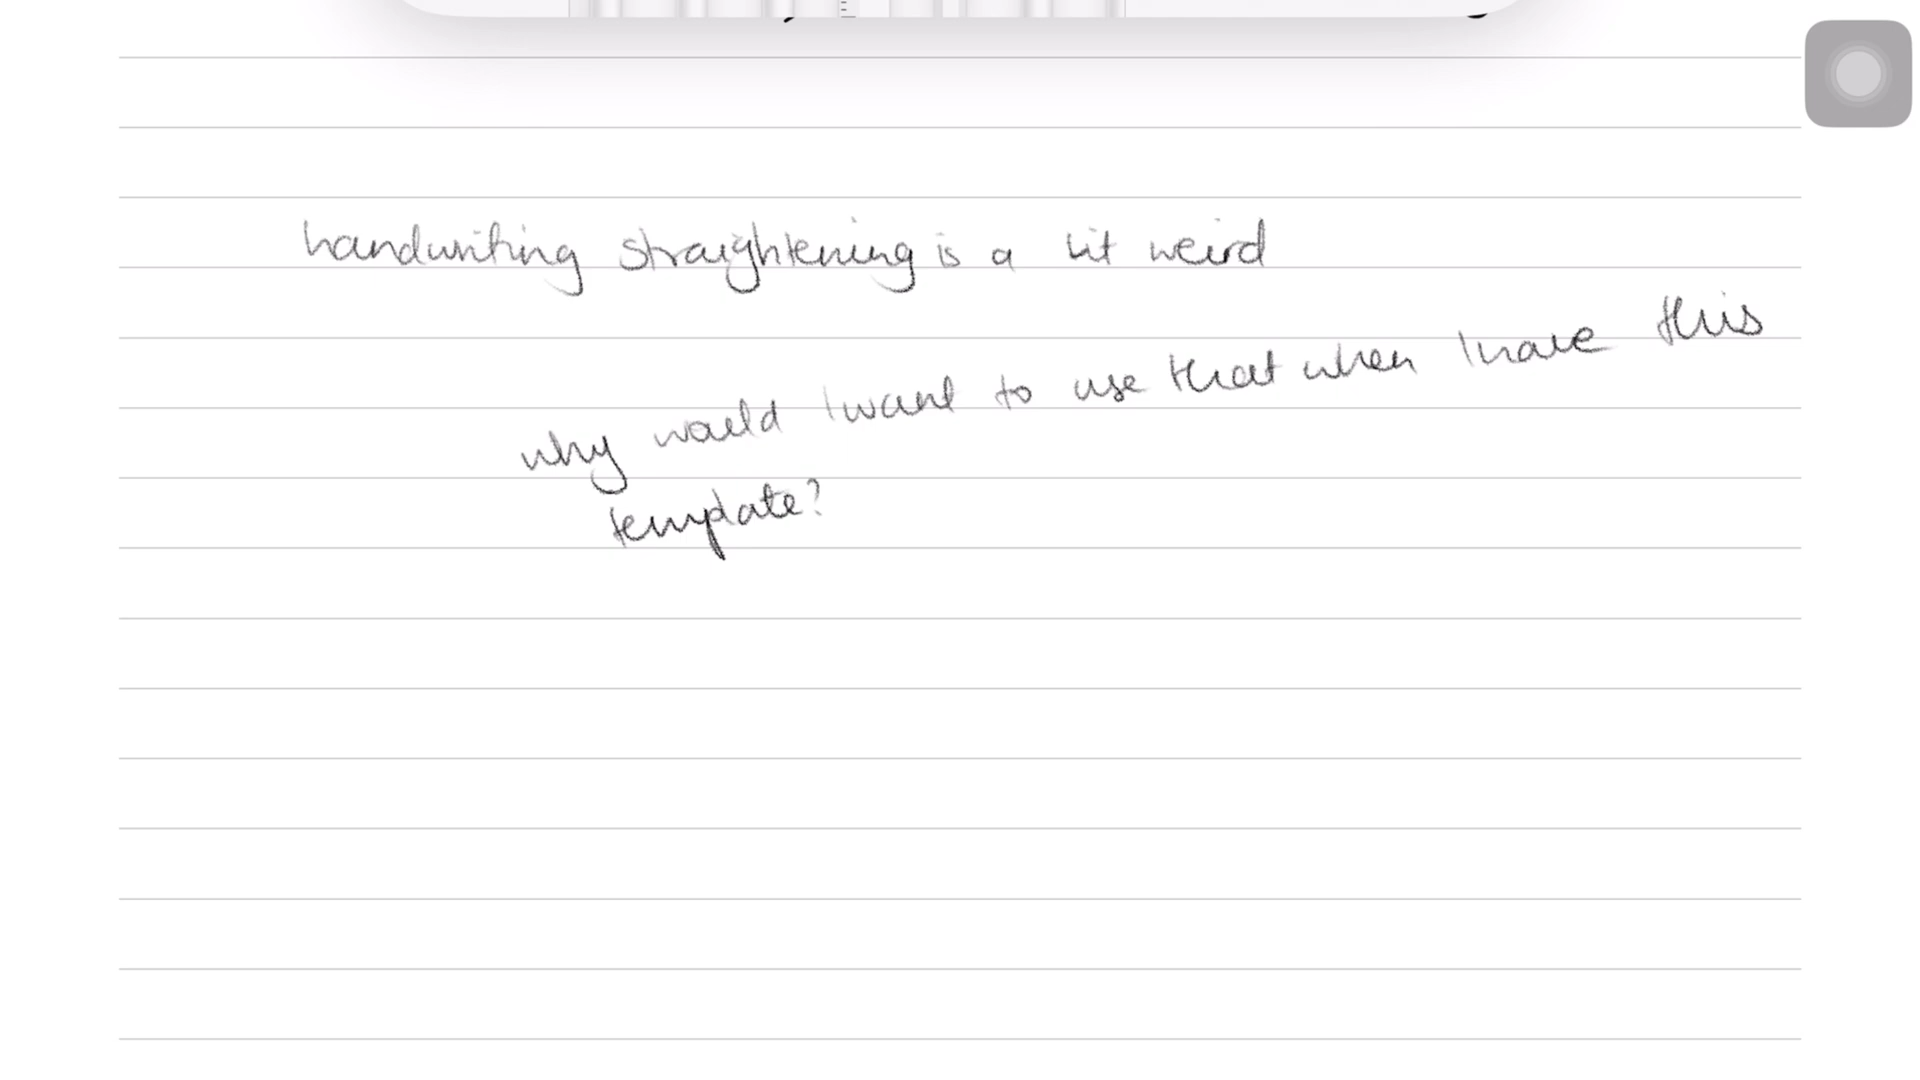 handwriting straightening is a bit weird
why would I want to use that when I have this
template?